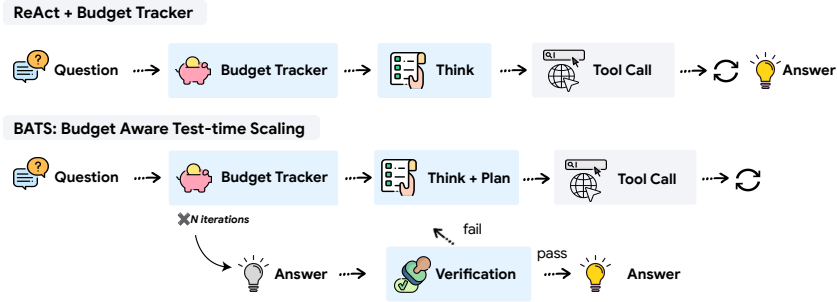 ReAct + Budget Tracker
Question
Budget Tracker
Think
Tool Call
Answer
BATS: Budget Aware Test-time Scaling
Question
Budget Tracker
Think + Plan
Tool Call
✖N iterations
fail
Answer
Verification
pass
Answer